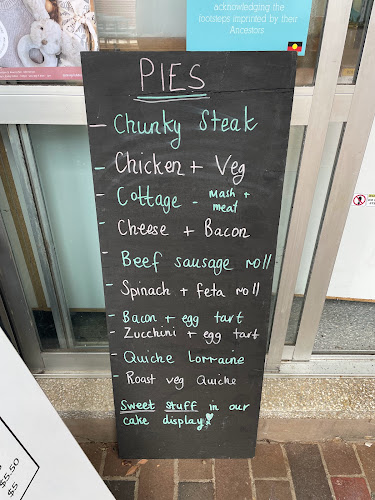 acknowledging the
footsteps imprinted by their
Ancestors
PIES
- Chunky Steak
- Chicken + Veg
- Cottage - Mash +
meat
- Cheese + Bacon
- Beef sausage roll
- Spinach + feta roll
- Bacon + egg tart
- Zucchini + egg tart
- Quiche Lorraine
- Roast veg Quiche
Sweet Stuff in our
cake display!
$5.50
$5